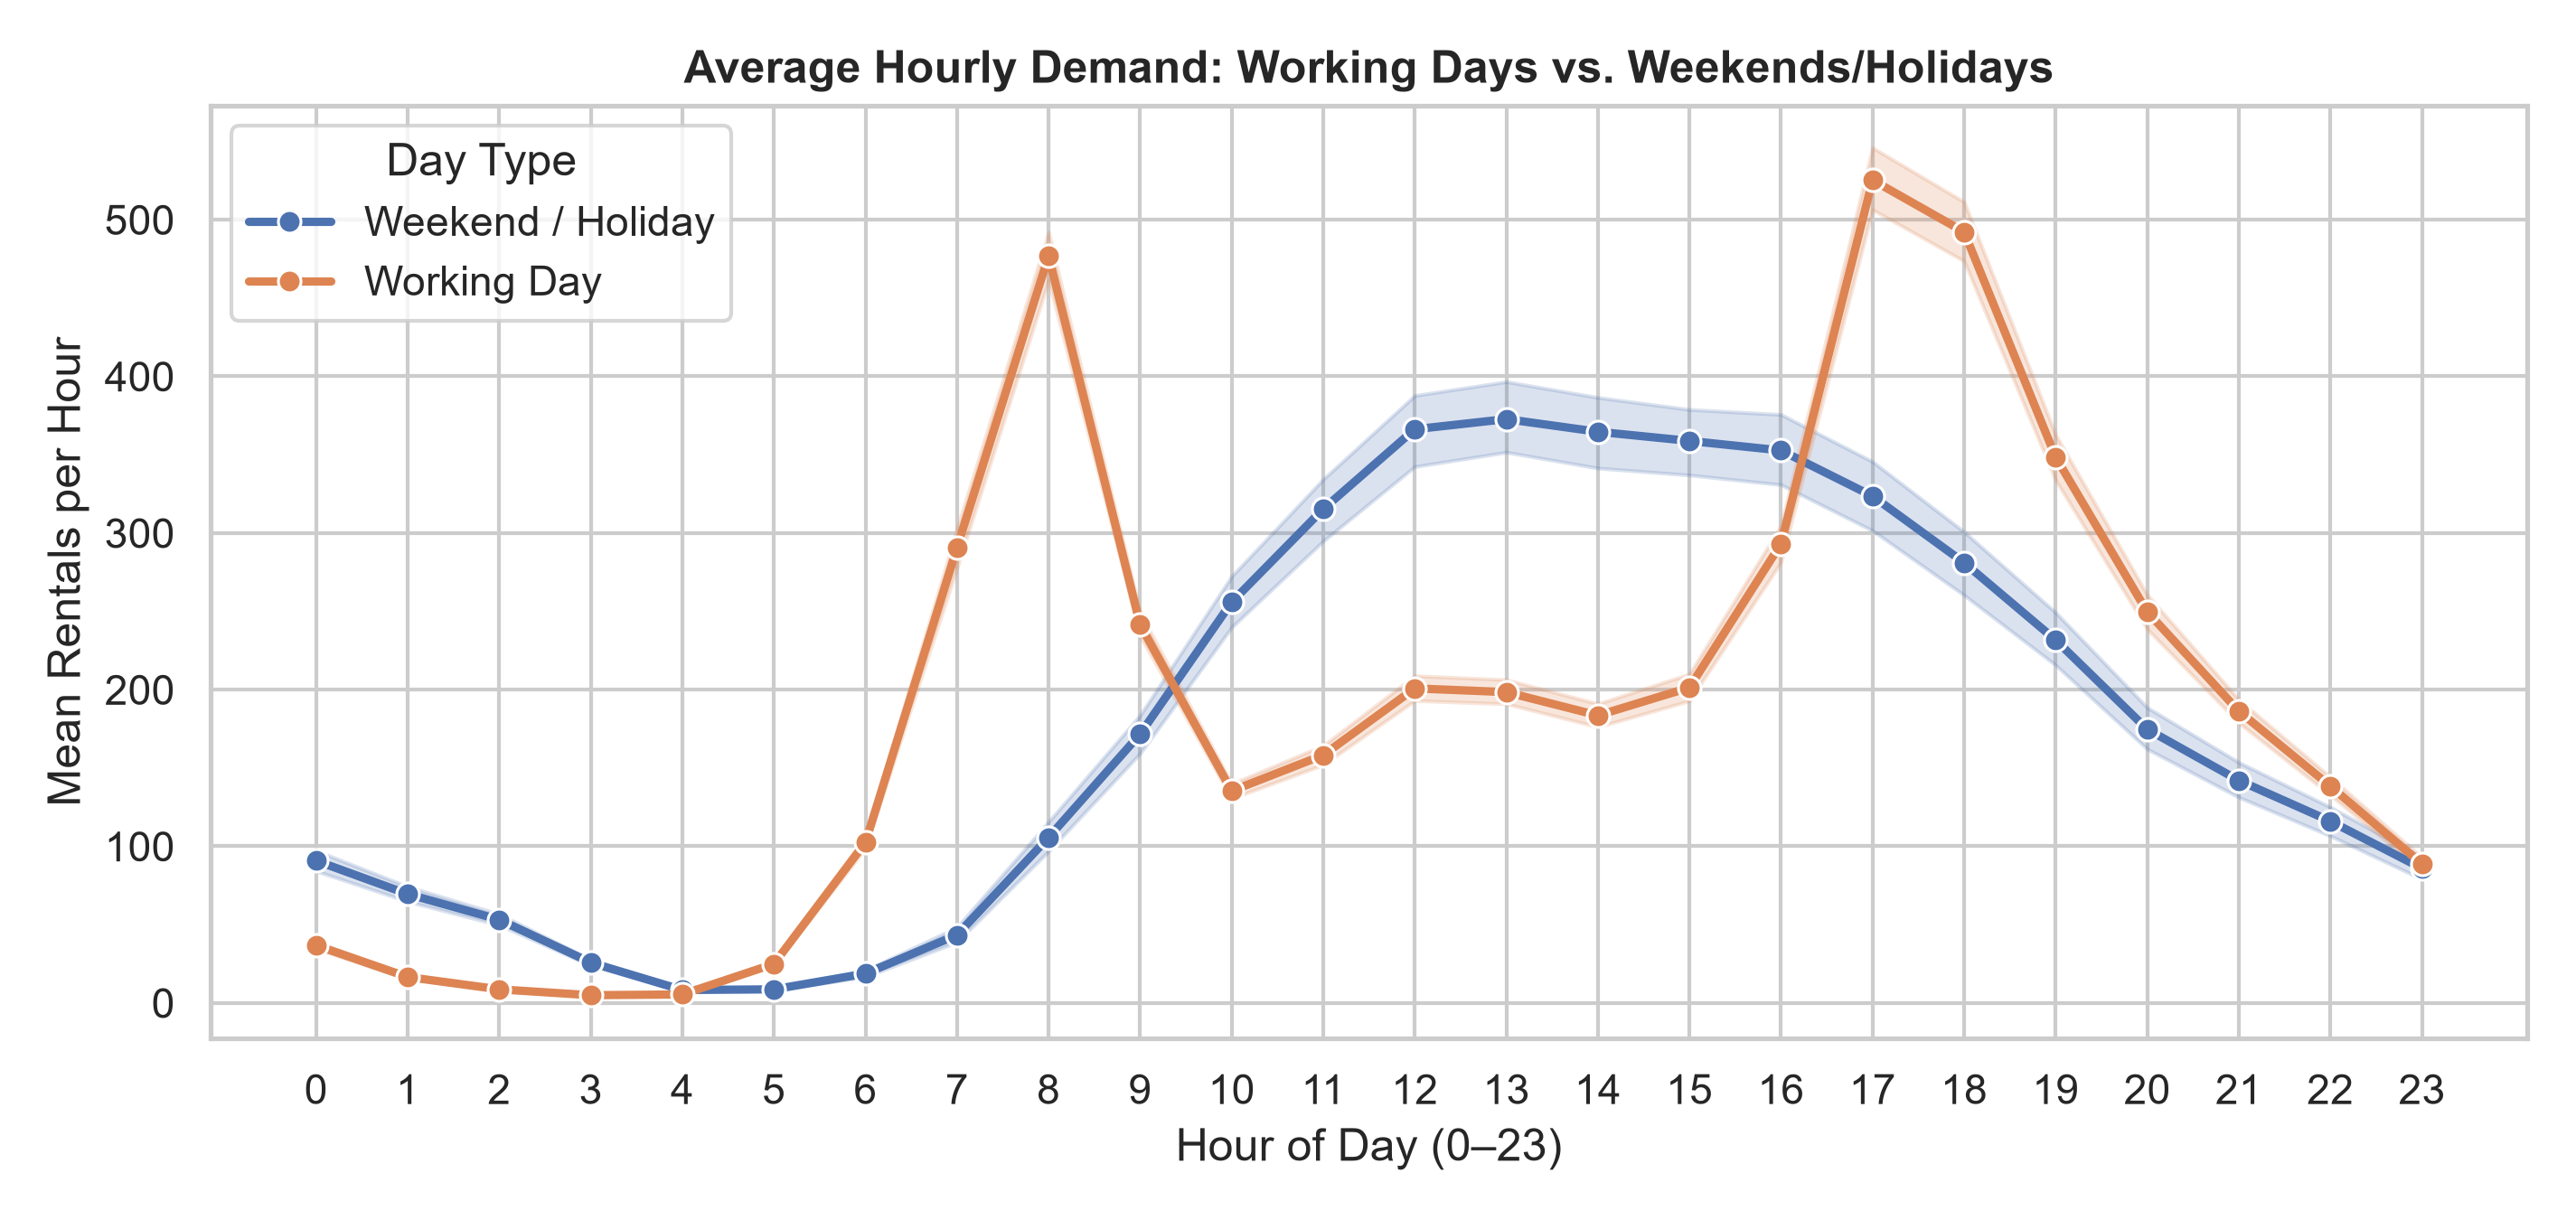 Average Hourly Demand: Working Days vs. Weekends/Holidays
Day Type
Weekend / Holiday
Working Day
Mean Rentals per Hour
500
400
300
200
100
0
0 1 2 3 4 5 6 7 8 9 10 11 12 13 14 15 16 17 18 19 20 21 22 23
Hour of Day (0–23)